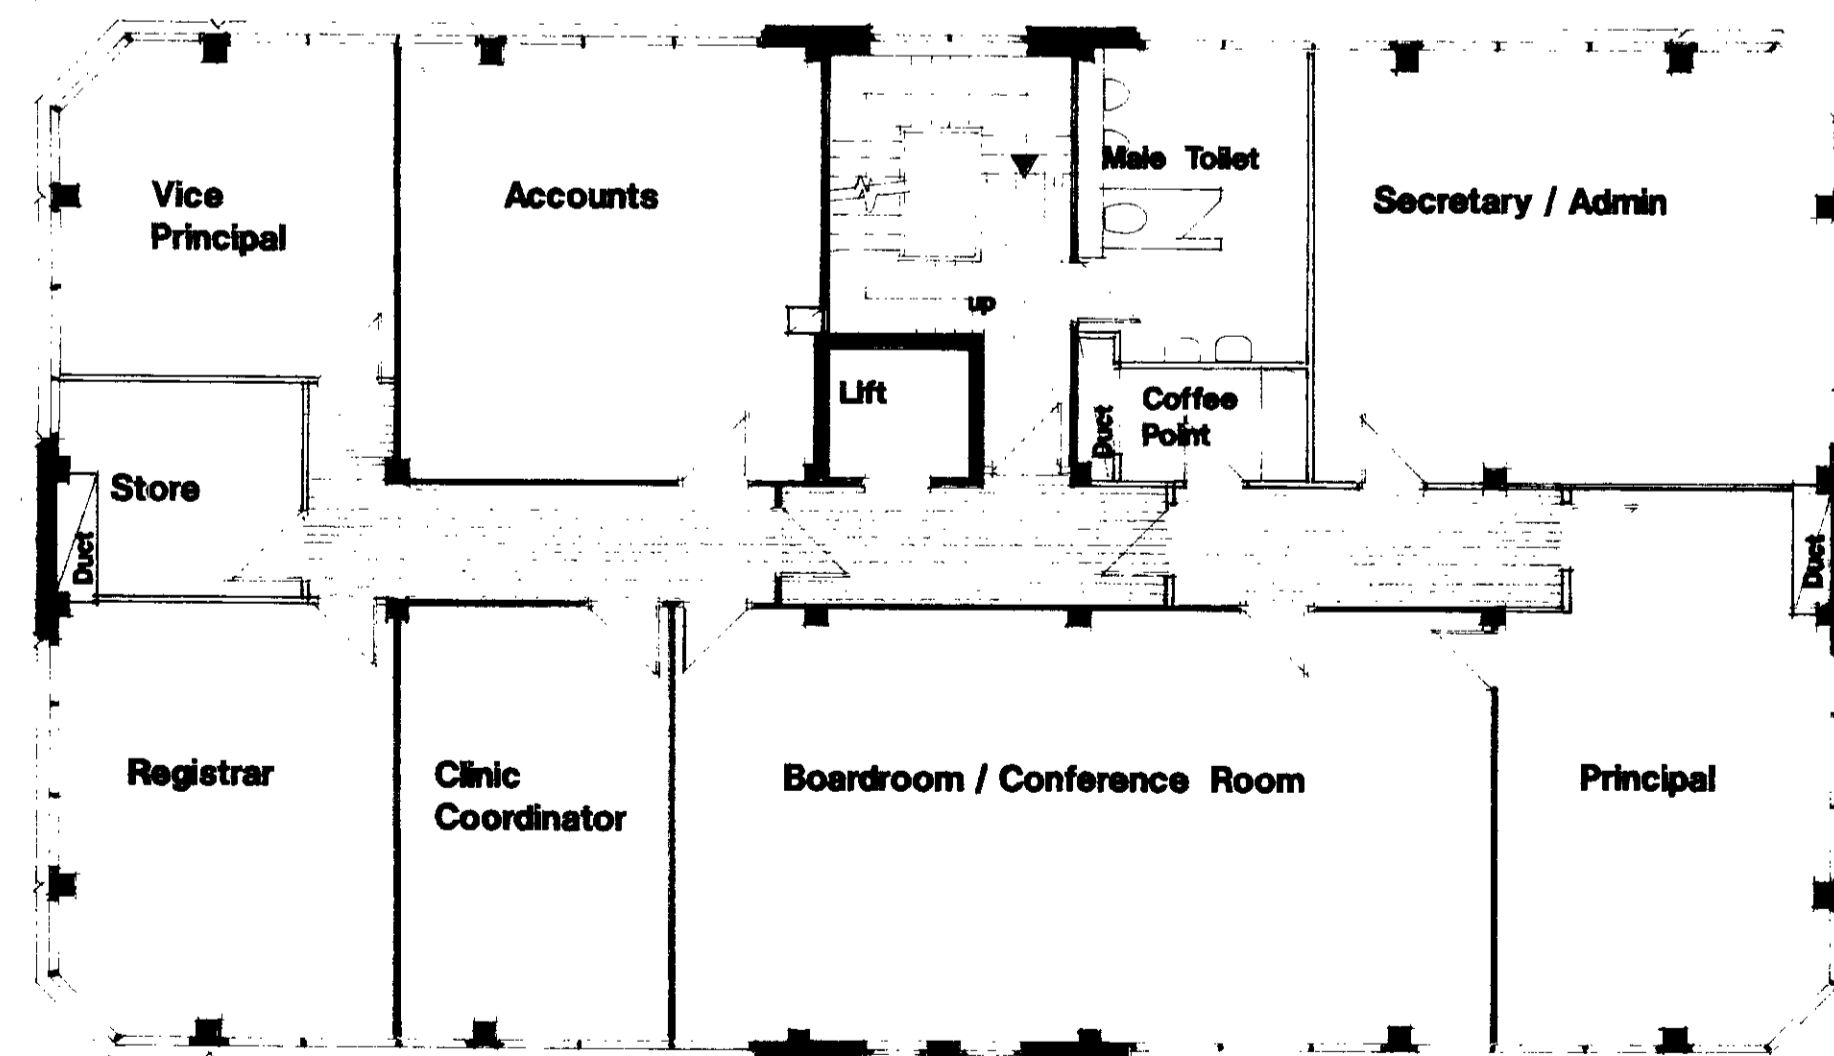 Vice
Principal
Accounts
Male Toilet
Secretary / Admin
up
Lift
Coffee
Point
Duct
Store
Duct
Duct
Registrar
Clinic
Coordinator
Boardroom / Conference Room
Principal